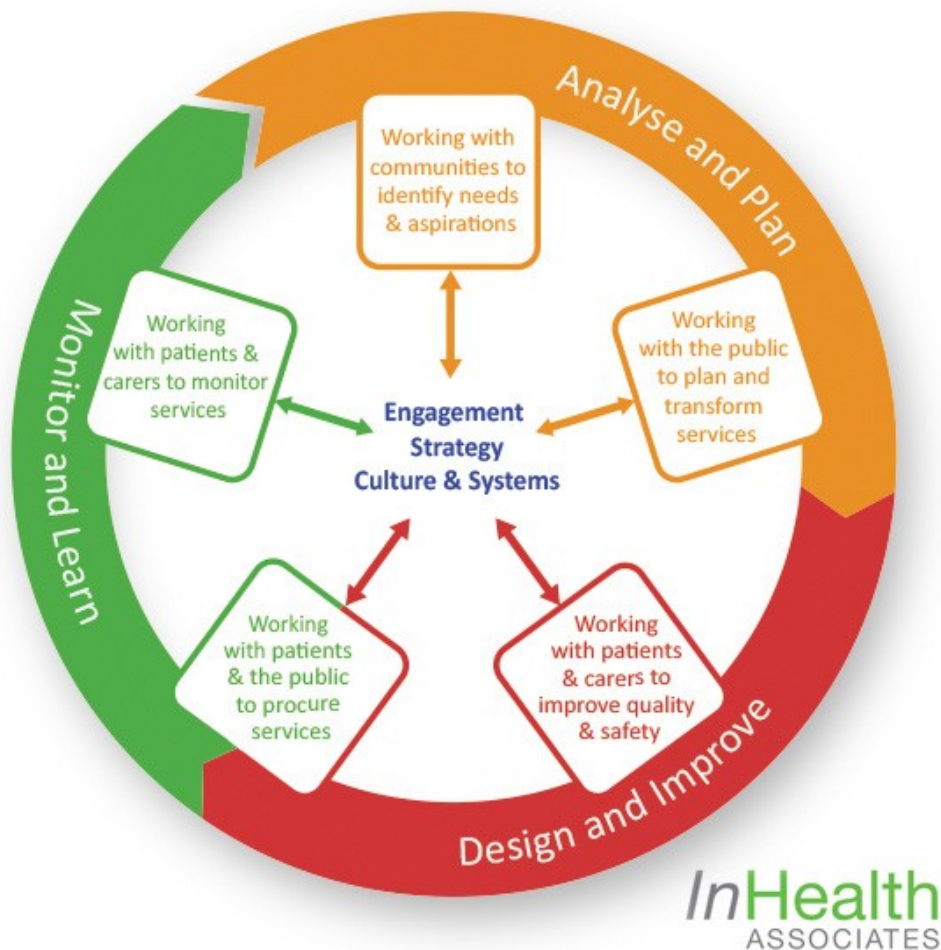 Analyse and Plan
Working with
communities to
identify needs
& aspirations
Working
with the public
to plan and
transform
services
Engagement
Strategy
Culture & Systems
Working
with patients &
carers to monitor
services
Monitor and Learn
Working
with patients
& the public
to procure
services
Working
with patients
& carers to
improve quality
& safety
Design and Improve
InHealth
ASSOCIATES